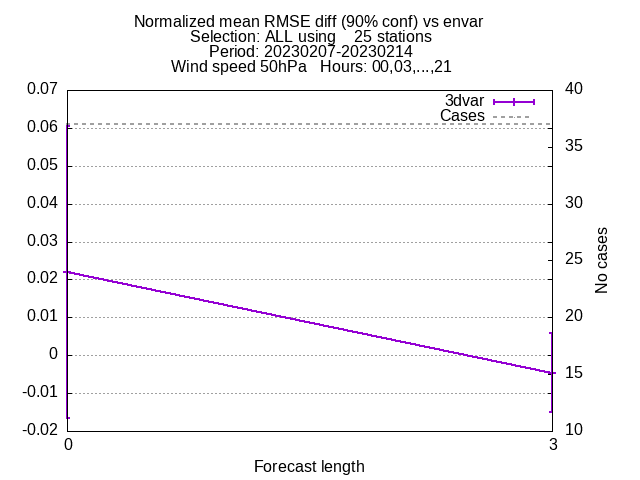 Normalized mean RMSE diff (90% conf) vs envar
Selection: ALL using    25 stations
Period: 20230207-20230214
Wind speed 50hPa   Hours: 00,03,...,21
3dvar
Cases
0.07
0.06
0.05
0.04
0.03
0.02
0.01
0
-0.01
-0.02
40
35
30
25
20
15
10
No cases
0
3
Forecast length